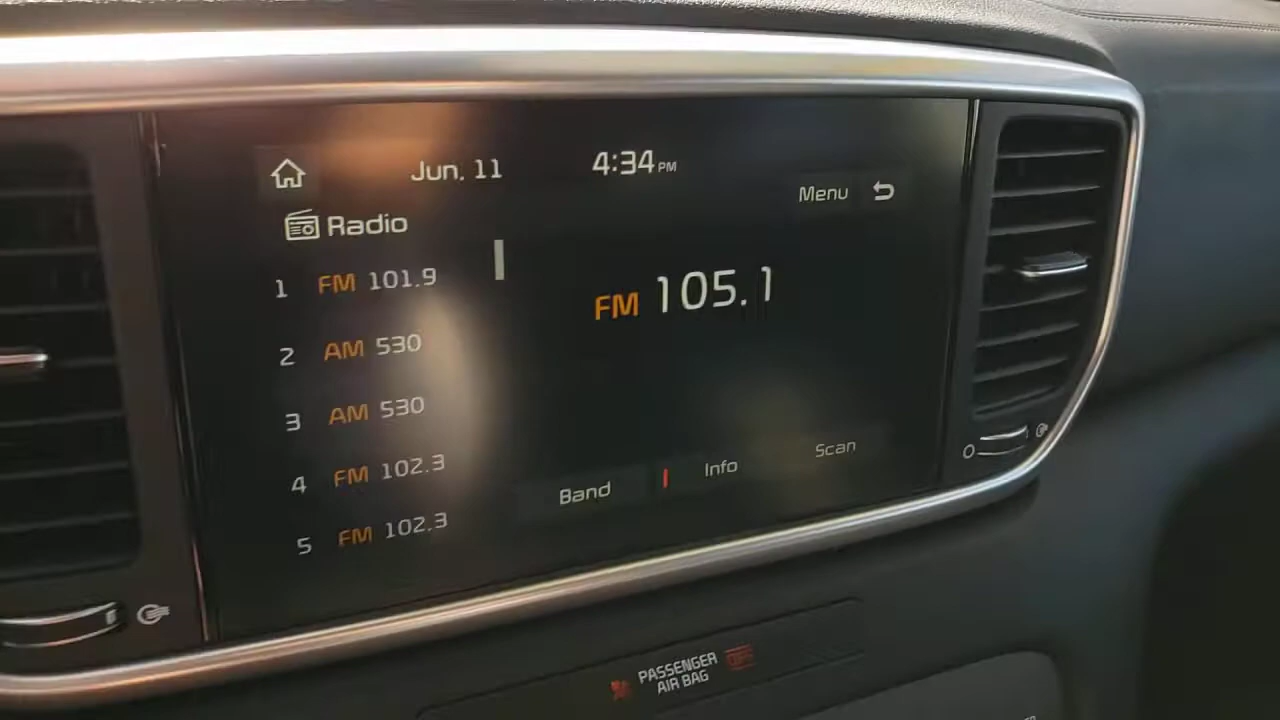 Jun. 11 4:34 PM
Menu
Radio
1 FM 101.9
FM 105.1
2 AM 530
3 AM 530
4 FM 102.3
5 FM 102.3
Band Info Scan
PASSENGER
AIR BAG
OFF